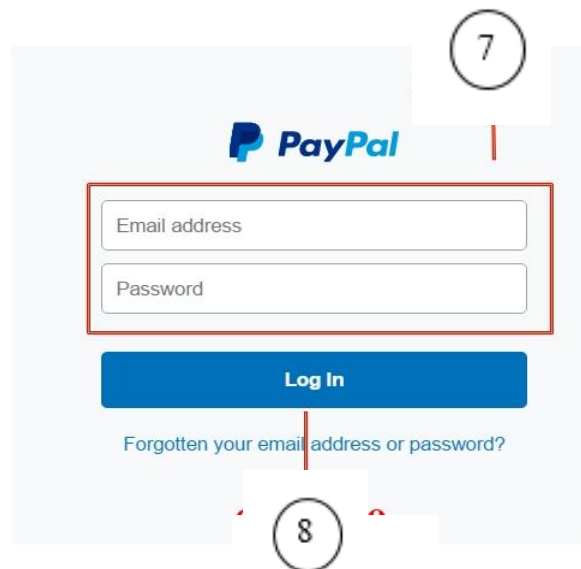 7
PayPal
Email address
Password
Log In
Forgotten your email address or password?
8